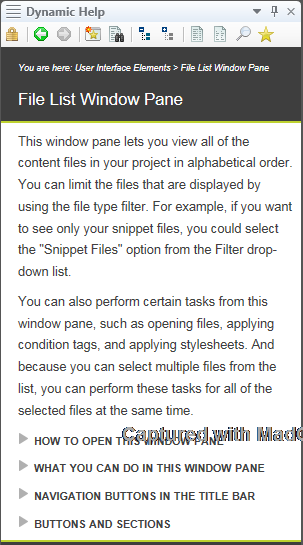 Dynamic Help
You are here: User Interface Elements > File List Window Pane
File List Window Pane
This window pane lets you view all of the
content files in your project in alphabetical order.
You can limit the files that are displayed by
using the file type filter. For example, if you want
to see only your snippet files, you could select
the "Snippet Files" option from the Filter drop-
down list.
You can also perform certain tasks from this
window pane, such as opening files, applying
condition tags, and applying stylesheets. And
because you can select multiple files from the
list, you can perform these tasks for all of the
selected files at the same time.
HOW TO OPEN THIS WINDOW PANE
Captured with
WHAT YOU CAN DO IN THIS WINDOW PANE
NAVIGATION BUTTONS IN THE TITLE BAR
BUTTONS AND SECTIONS